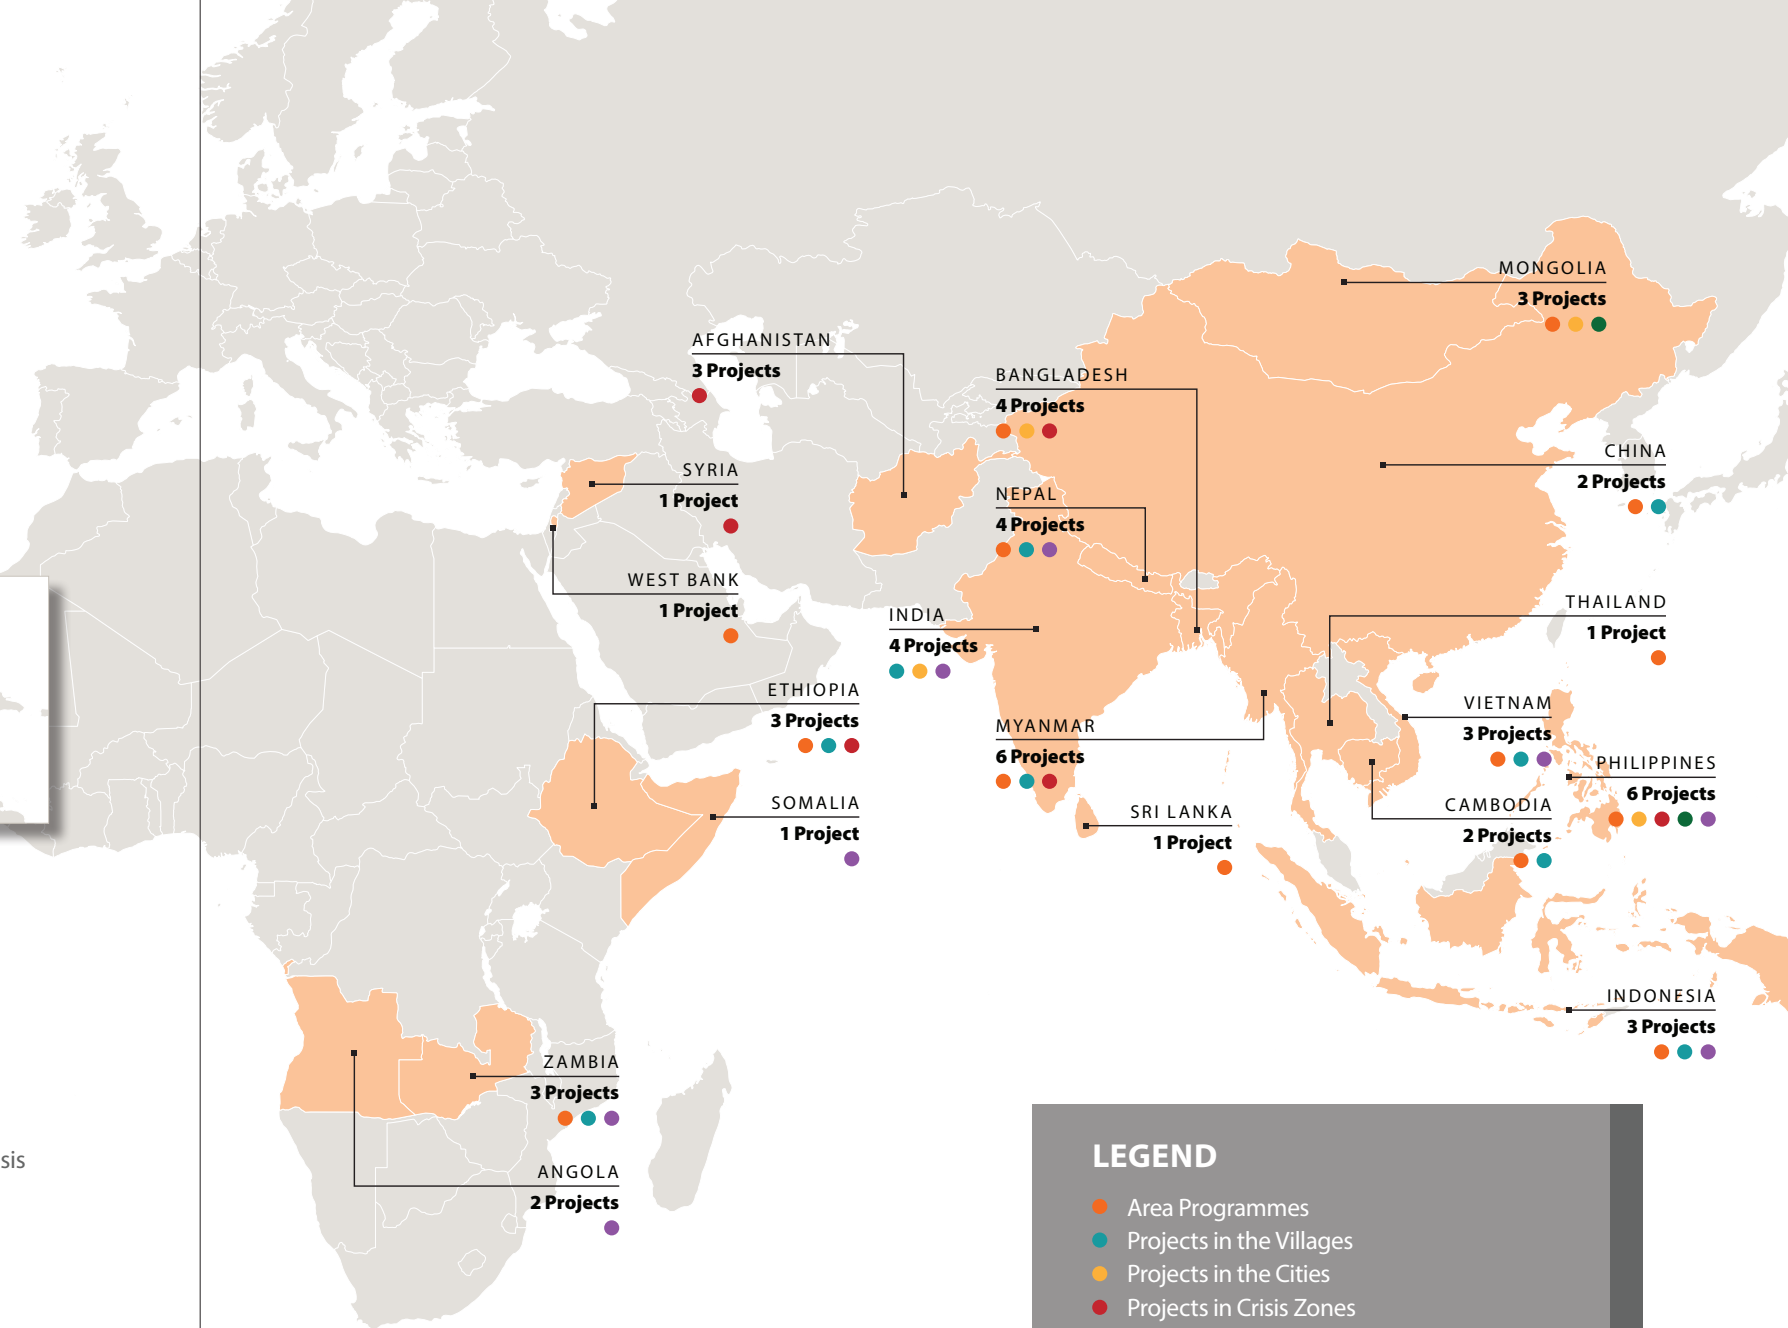 MONGOLIA
3 Projects
AFGHANISTAN
3 Projects
BANGLADESH
4 Projects
CHINA
2 Projects
SYRIA
1 Project
NEPAL
4 Projects
WEST BANK
1 Project
INDIA
4 Projects
THAILAND
1 Project
ETHIOPIA
3 Projects
MYANMAR
6 Projects
VIETNAM
3 Projects
PHILIPPINES
6 Projects
SOMALIA
1 Project
SRI LANKA
1 Project
CAMBODIA
2 Projects
INDONESIA
3 Projects
ZAMBIA
3 Projects
sis
ANGOLA
2 Projects
LEGEND
Area Programmes
Projects in the Villages
Projects in the Cities
Projects in Crisis Zones